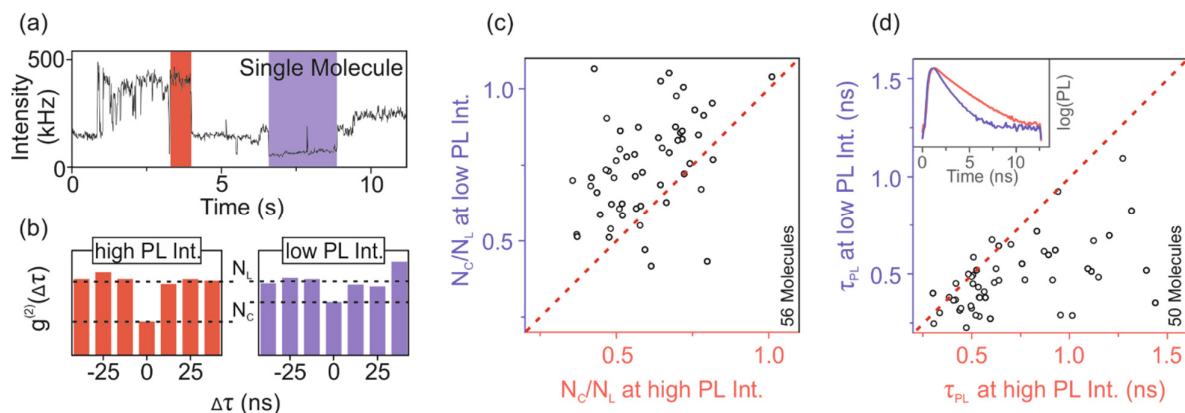 (a)
500
0
Intensity
(kHz)
Single Molecule
0
5
10
Time (s)
(b)
high PL Int.
low PL Int.
N_L
N_C
g^(2)(Δτ)
-25
0
25
-25
0
25
Δτ (ns)
(c)
1.0
0.5
N_C/N_L at low PL Int.
0.5
1.0
N_C/N_L at high PL Int.
56 Molecules
(d)
1.5
1.0
0.5
τ_PL at low PL Int. (ns)
log(PL)
0
5
10
Time (ns)
0.5
1.0
1.5
τ_PL at high PL Int. (ns)
50 Molecules